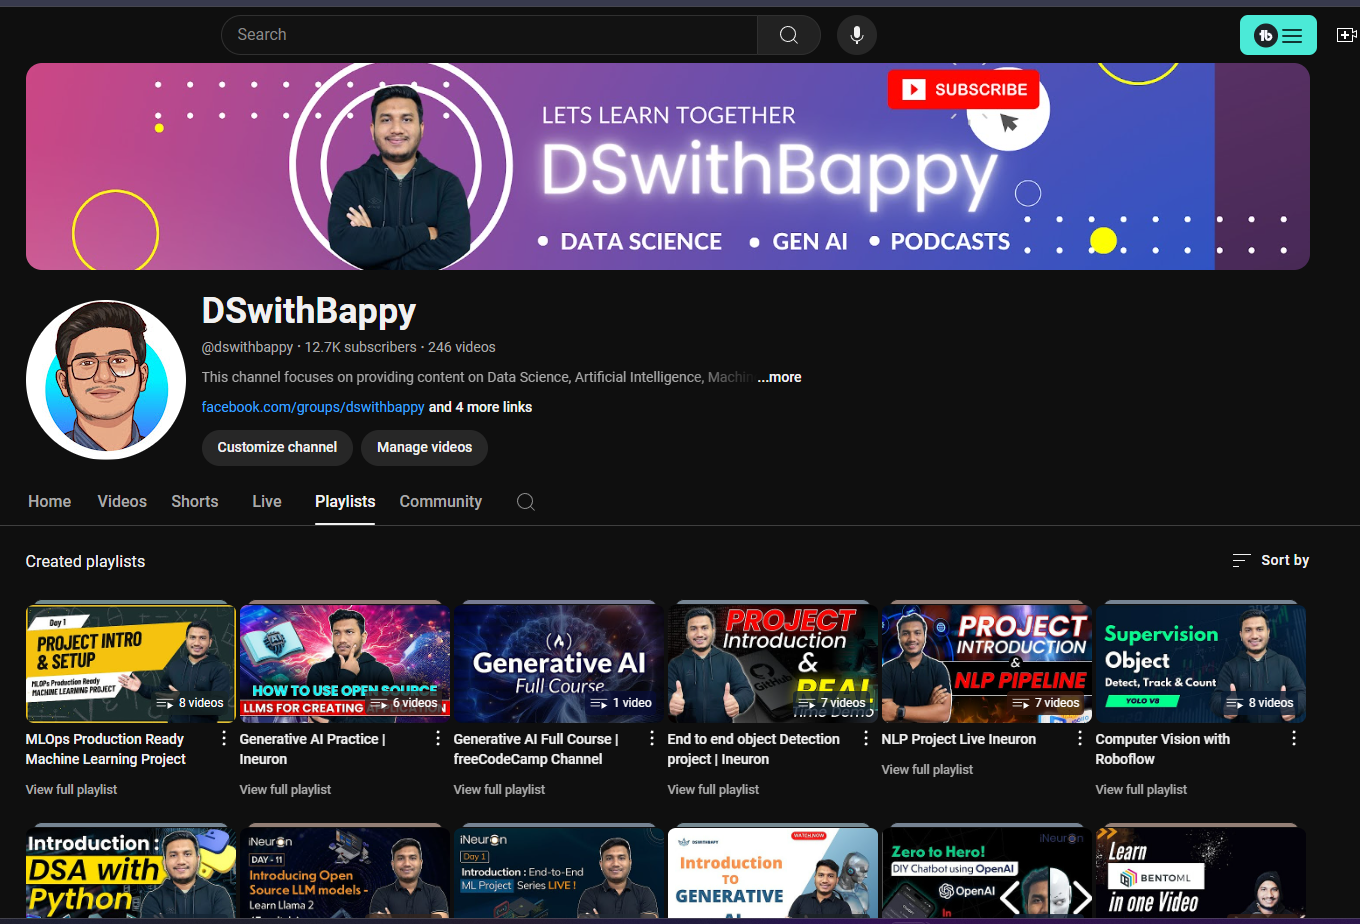 Search
tb
LETS LEARN TOGETHER
DSwithBappy
• DATA SCIENCE • GEN AI • PODCASTS
SUBSCRIBE
DSwithBappy
@dswithbappy · 12.7K subscribers · 246 videos
This channel focuses on providing content on Data Science, Artificial Intelligence, Machin ...more
facebook.com/groups/dswithbappy and 4 more links
Customize channel Manage videos
Home Videos Shorts Live Playlists Community
Created playlists
Sort by
Day 1
PROJECT INTRO
& SETUP
MLOps Production Ready
MACHINE LEARNING PROJECT
8 videos
MLOps Production Ready
Machine Learning Project
View full playlist
HOW TO USE OPEN SOURCE
LLMS FOR CREATING APPLICATION
6 videos
Generative AI Practice |
Ineuron
View full playlist
Generative AI
Full Course
1 video
Generative AI Full Course |
freeCodeCamp Channel
View full playlist
PROJECT
Introduction
&
REAL
Time Demo
GitHub
7 videos
End to end object Detection
project | Ineuron
View full playlist
PROJECT
INTRODUCTION
&
NLP PIPELINE
7 videos
NLP Project Live Ineuron
View full playlist
Supervision
Object
Detect, Track & Count
YOLO V8
8 videos
Computer Vision with
Roboflow
View full playlist
Introduction :
DSA with
Python
iNeurOn
DAY - 11
Introducing Open
Source LLM models -
Learn Llama 2
iNeurOn
Day 1
Introduction : End-to-End
ML Project Series LIVE !
DSWITHBAPPY
WATCH NOW
Introduction
TO
GENERATIVE
AI
iNeurOn
Zero to Hero!
DIY Chatbot using OpenAI
OpenAI
In
Learn
BENTOML
in one Video